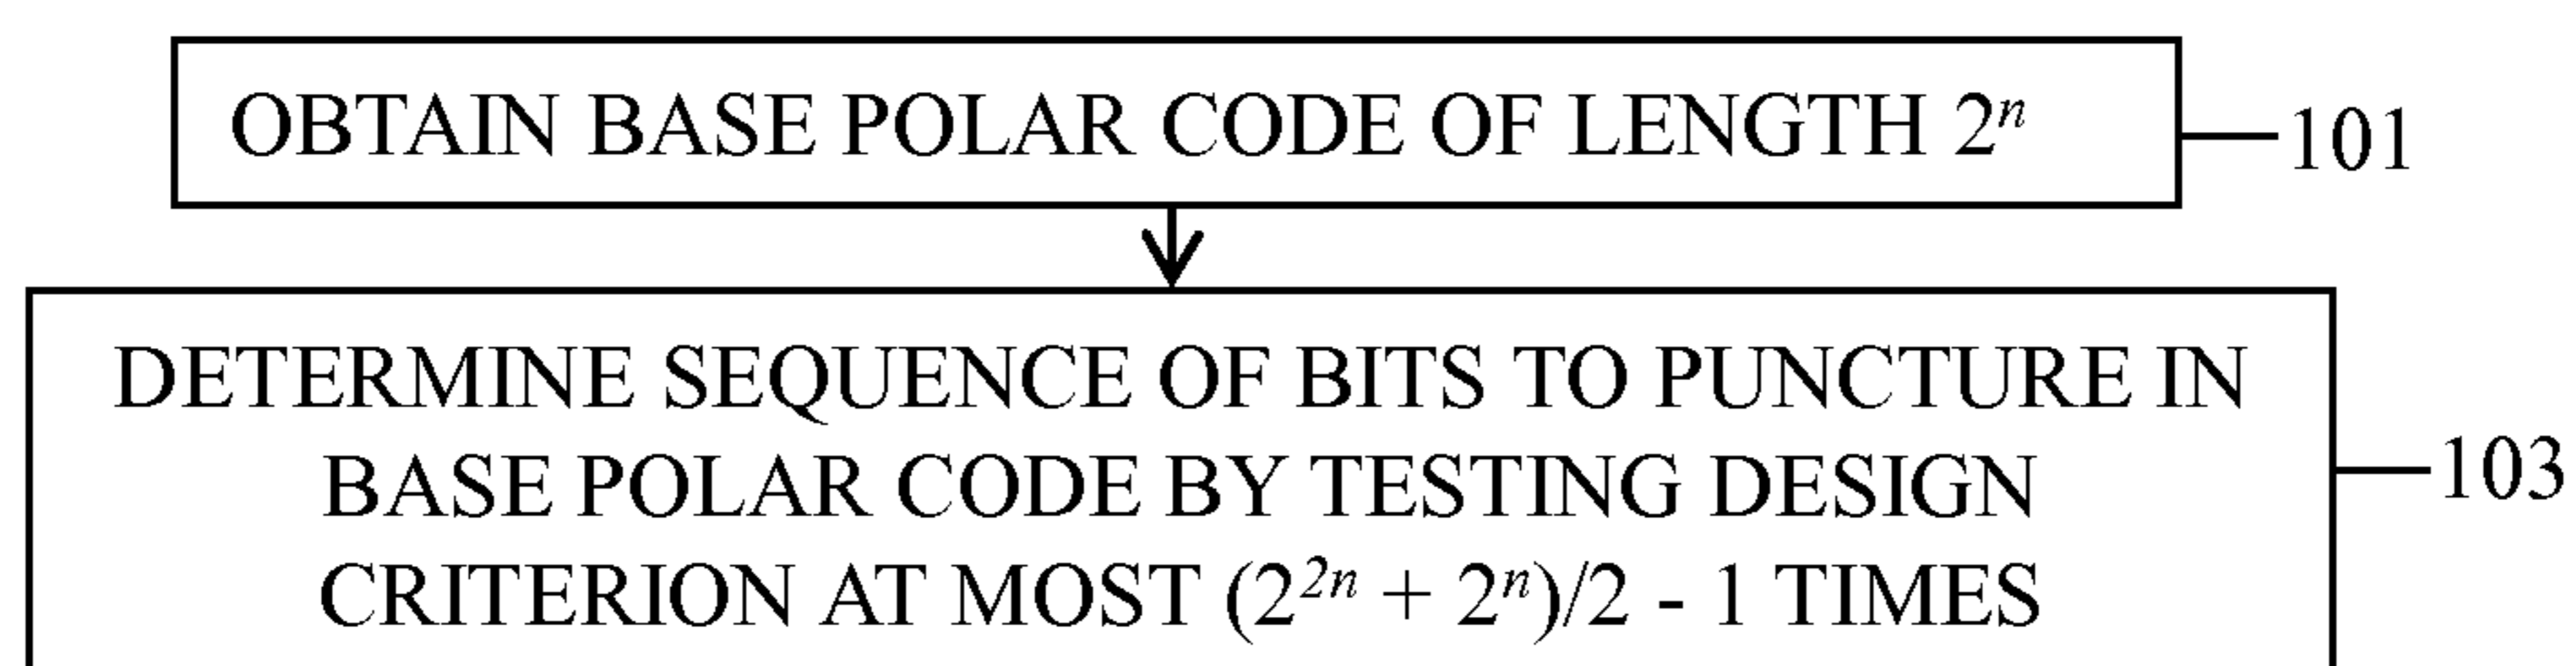 OBTAIN BASE POLAR CODE OF LENGTH 2ⁿ
101
DETERMINE SEQUENCE OF BITS TO PUNCTURE IN
BASE POLAR CODE BY TESTING DESIGN
CRITERION AT MOST (2²ⁿ + 2ⁿ)/2 - 1 TIMES
103